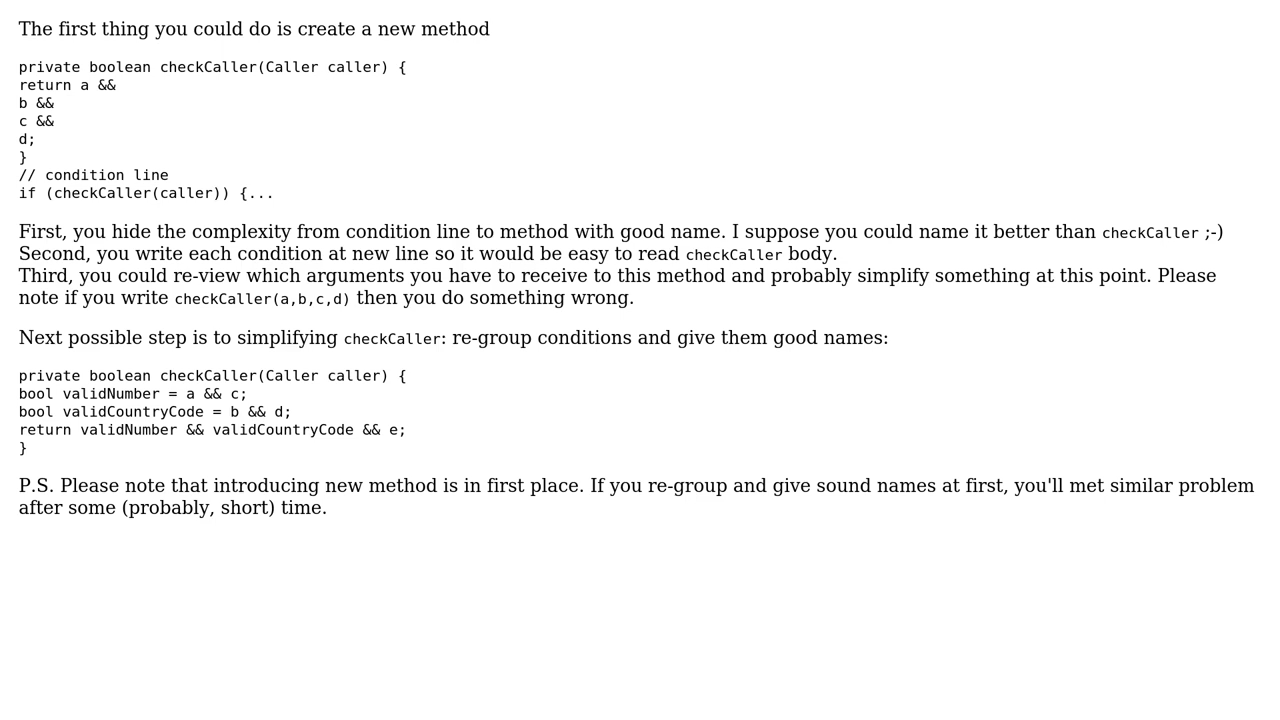 The first thing you could do is create a new method
private boolean checkCaller(Caller caller) {
return a &&
b &&
c &&
d;
}
// condition line
if (checkCaller(caller)) {...
First, you hide the complexity from condition line to method with good name. I suppose you could name it better than checkCaller ;-)
Second, you write each condition at new line so it would be easy to read checkCaller body.
Third, you could re-view which arguments you have to receive to this method and probably simplify something at this point. Please
note if you write checkCaller(a,b,c,d) then you do something wrong.
Next possible step is to simplifying checkCaller: re-group conditions and give them good names:
private boolean checkCaller(Caller caller) {
bool validNumber = a && c;
bool validCountryCode = b && d;
return validNumber && validCountryCode && e;
}
P.S. Please note that introducing new method is in first place. If you re-group and give sound names at first, you'll met similar problem
after some (probably, short) time.